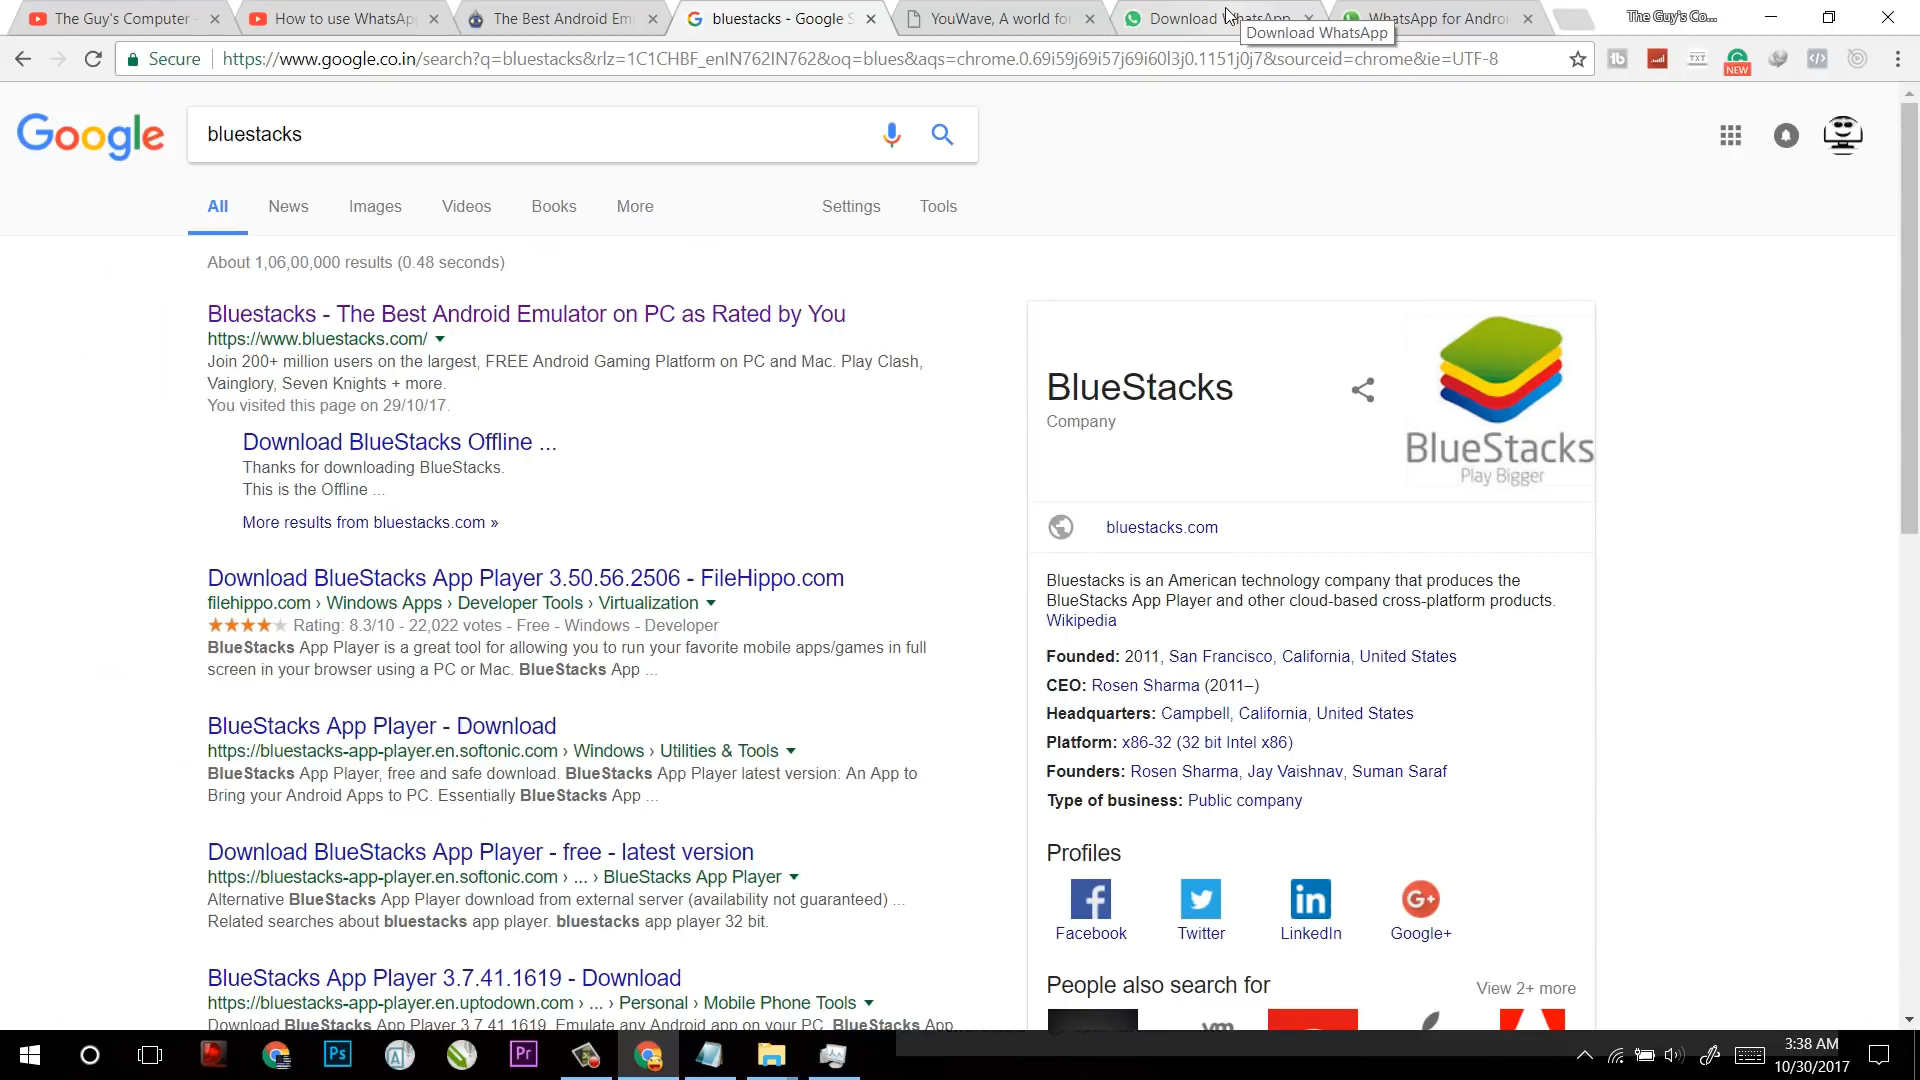 The Guy's Computer -
How to use WhatsAp
The Best Android Em
bluestacks - Google S
YouWave, A world for
Download WhatsApp
WhatsApp for Androi
The Guy's Co...
Download WhatsApp
Secure
https://www.google.co.in/search?q=bluestacks&rlz=1C1CHBF_enIN762IN762&oq=blues&aqs=chrome.0.69i59j69i57j69i60l3j0.1151j0j7&sourceid=chrome&ie=UTF-8
tb
TXT
NEW
Google
bluestacks
All
News
Images
Videos
Books
More
Settings
Tools
About 1,06,00,000 results (0.48 seconds)
Bluestacks - The Best Android Emulator on PC as Rated by You
https://www.bluestacks.com/
Join 200+ million users on the largest, FREE Android Gaming Platform on PC and Mac. Play Clash,
Vainglory, Seven Knights + more.
You visited this page on 29/10/17.
Download BlueStacks Offline ...
Thanks for downloading BlueStacks.
This is the Offline ...
More results from bluestacks.com »
Download BlueStacks App Player 3.50.56.2506 - FileHippo.com
filehippo.com › Windows Apps › Developer Tools › Virtualization
Rating: 8.3/10 - 22,022 votes - Free - Windows - Developer
BlueStacks App Player is a great tool for allowing you to run your favorite mobile apps/games in full
screen in your browser using a PC or Mac. BlueStacks App ...
BlueStacks App Player - Download
https://bluestacks-app-player.en.softonic.com › Windows › Utilities & Tools
BlueStacks App Player, free and safe download. BlueStacks App Player latest version: An App to
Bring your Android Apps to PC. Essentially BlueStacks App ...
Download BlueStacks App Player - free - latest version
https://bluestacks-app-player.en.softonic.com › ... › BlueStacks App Player
Alternative BlueStacks App Player download from external server (availability not guaranteed) ...
Related searches about bluestacks app player. bluestacks app player 32 bit.
BlueStacks App Player 3.7.41.1619 - Download
https://bluestacks-app-player.en.uptodown.com › ... › Personal › Mobile Phone Tools
Download BlueStacks App Player 3.7.41.1619. Emulate any Android app on your PC. BlueStacks App
BlueStacks
Company
BlueStacks
Play Bigger
bluestacks.com
Bluestacks is an American technology company that produces the
BlueStacks App Player and other cloud-based cross-platform products.
Wikipedia
Founded: 2011, San Francisco, California, United States
CEO: Rosen Sharma (2011–)
Headquarters: Campbell, California, United States
Platform: x86-32 (32 bit Intel x86)
Founders: Rosen Sharma, Jay Vaishnav, Suman Saraf
Type of business: Public company
Profiles
Facebook
Twitter
LinkedIn
Google+
People also search for
View 2+ more
Ps
Pr
3:38 AM
10/30/2017